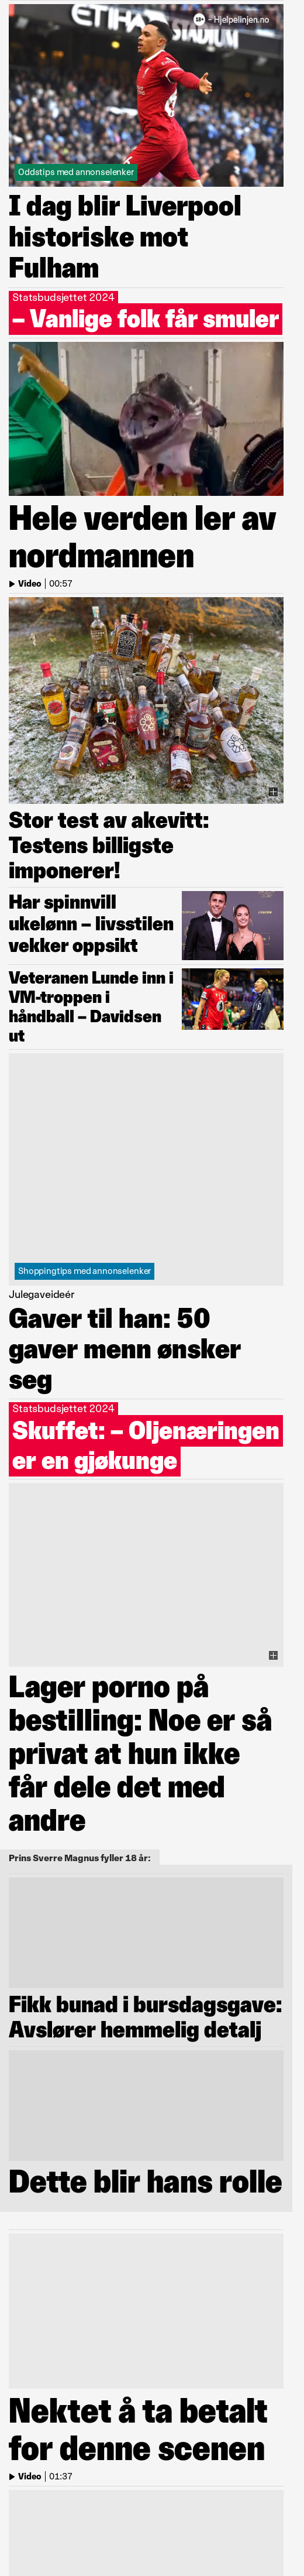 ETIHAD STADIUM
18+ – Hjelpelinjen.no
Oddstips med annonselenker
I dag blir Liverpool
historiske mot
Fulham
Statsbudsjettet 2024
– Vanlige folk får smuler
Hele verden ler av
nordmannen
Video | 00:57
Stor test av akevitt:
Testens billigste
imponerer!
Har spinnvill
ukelønn – livsstilen
vekker oppsikt
Veteranen Lunde inn i
VM-troppen i
håndball – Davidsen
ut
Shoppingtips med annonselenker
Julegaveideér
Gaver til han: 50
gaver menn ønsker
seg
Statsbudsjettet 2024
Skuffet: – Oljenæringen
er en gjøkunge
Lager porno på
bestilling: Noe er så
privat at hun ikke
får dele det med
andre
Prins Sverre Magnus fyller 18 år:
Fikk bunad i bursdagsgave:
Avslører hemmelig detalj
Dette blir hans rolle
Nektet å ta betalt
for denne scenen
Video | 01:37